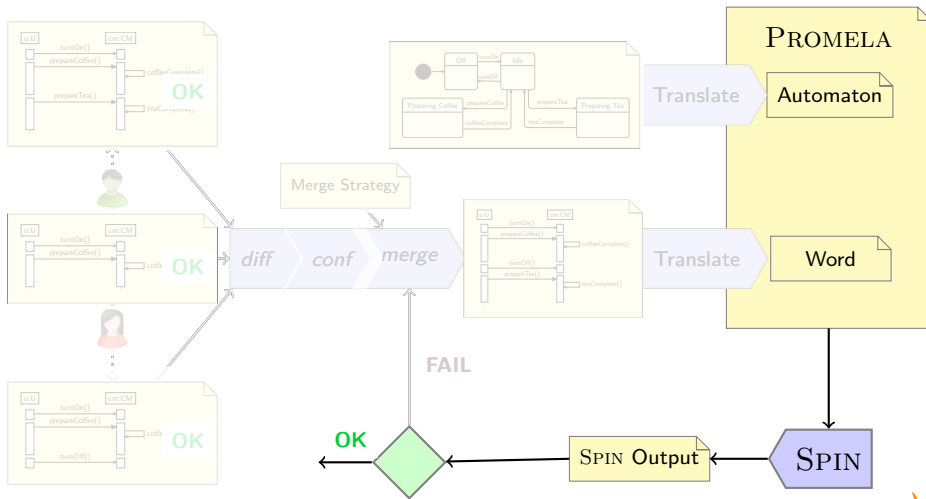 u:U
cm:CM
turnOn()
prepareCoffee()
coffeeComplete()
OK
prepareTea()
teaComplete()
u:U
cm:CM
turnOn()
prepareCoffee()
OK
u:U
cm:CM
turnOn()
prepareCoffee()
OK
turnOff()
diff
conf
merge
Merge Strategy
Off
turnOn
Idle
turnOff
Preparing Coffee
prepareCoffee
coffeeComplete
prepareTea
teaComplete
Preparing Tea
u:U
cm:CM
turnOn()
prepareCoffee()
coffeeComplete()
turnOff()
prepareTea()
teaComplete()
Translate
Translate
PROMELA
Automaton
Word
FAIL
OK
SPIN Output
SPIN